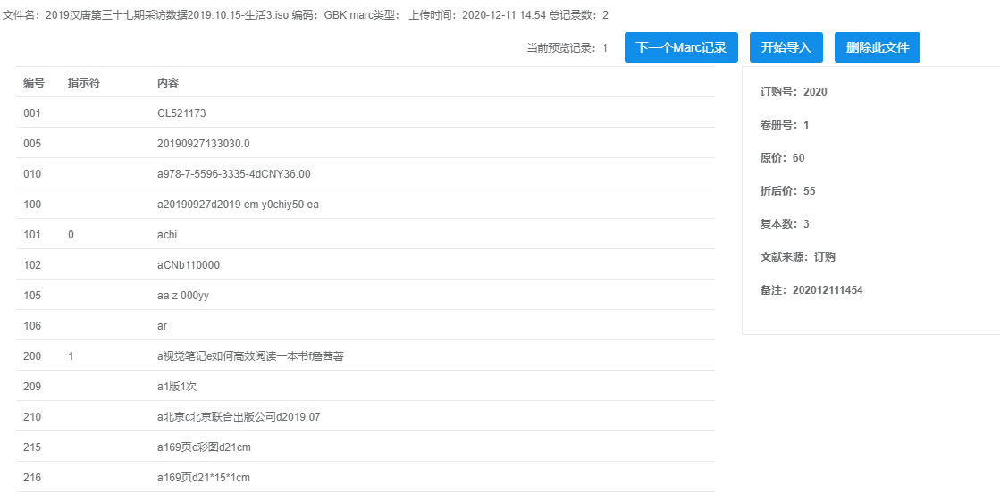 文件名：2019汉唐第三十七期采访数据2019.10.15-生活3.iso 编码：GBK marc类型： 上传时间：2020-12-11 14:54 总记录数：2
当前预览记录：1 下一个Marc记录 开始导入 删除此文件
编号 指示符 内容
001 CL521173
005 20190927133030.0
010 a978-7-5596-3335-4dCNY36.00
100 a20190927d2019 em y0chiy50 ea
101 0 achi
102 aCNb110000
105 aa z 000yy
106 ar
200 1 a视觉笔记e如何高效阅读一本书f詹茜著
209 a1版1次
210 a北京c北京联合出版公司d2019.07
215 a169页c彩图d21cm
216 a169页d21*15*1cm
订购号：2020
卷册号：1
原价：60
折后价：55
复本数：3
文献来源：订购
备注：202012111454